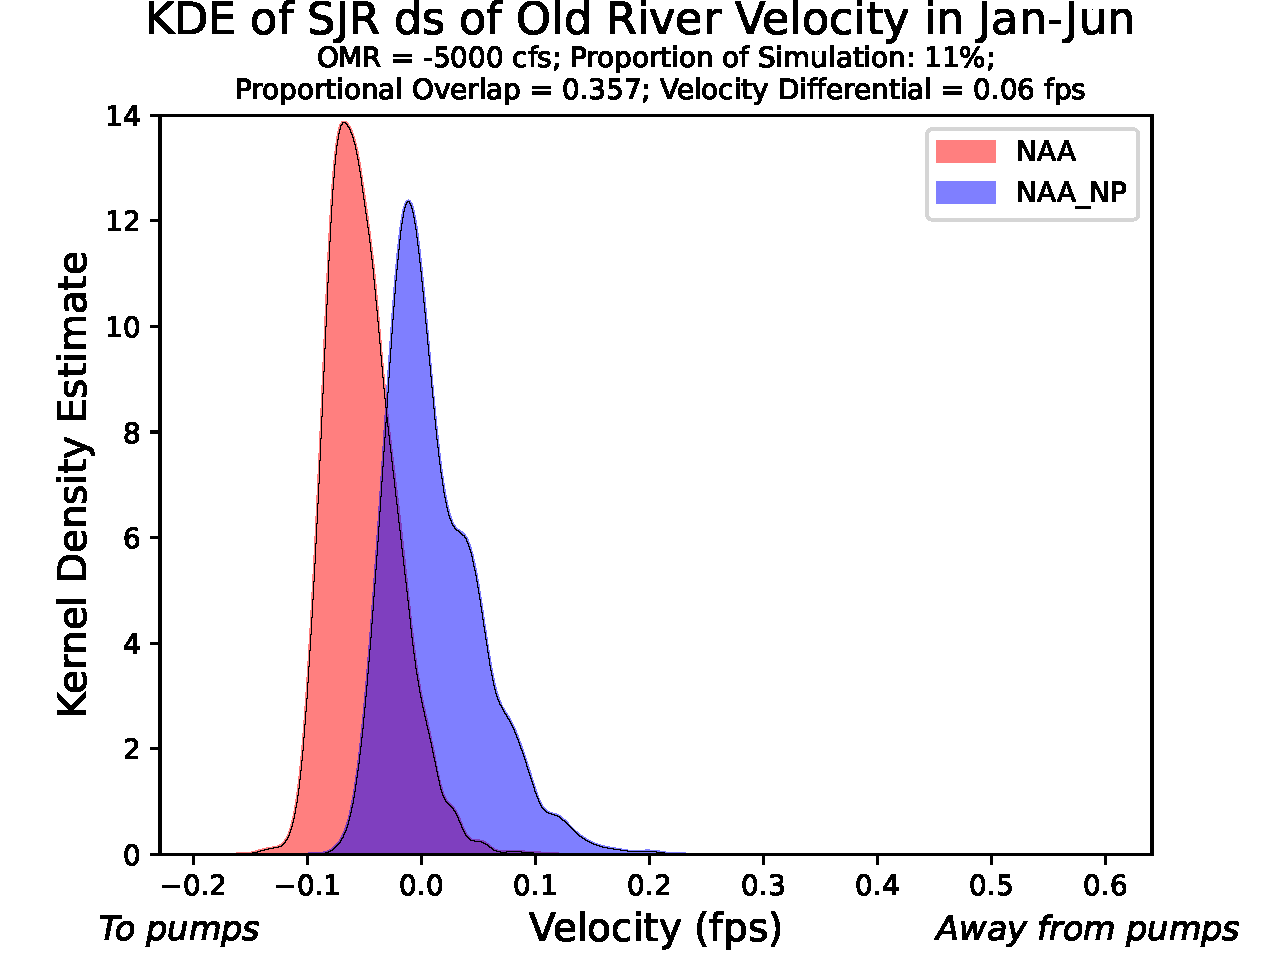 KDE of SJR ds of Old River Velocity in Jan-Jun
OMR = -5000 cfs; Proportion of Simulation: 11%;
Proportional Overlap = 0.357; Velocity Differential = 0.06 fps
NAA
NAA_NP
Kernel Density Estimate
14
12
10
8
6
4
2
0
−0.2 −0.1 0.0 0.1 0.2 0.3 0.4 0.5 0.6
To pumps Velocity (fps) Away from pumps